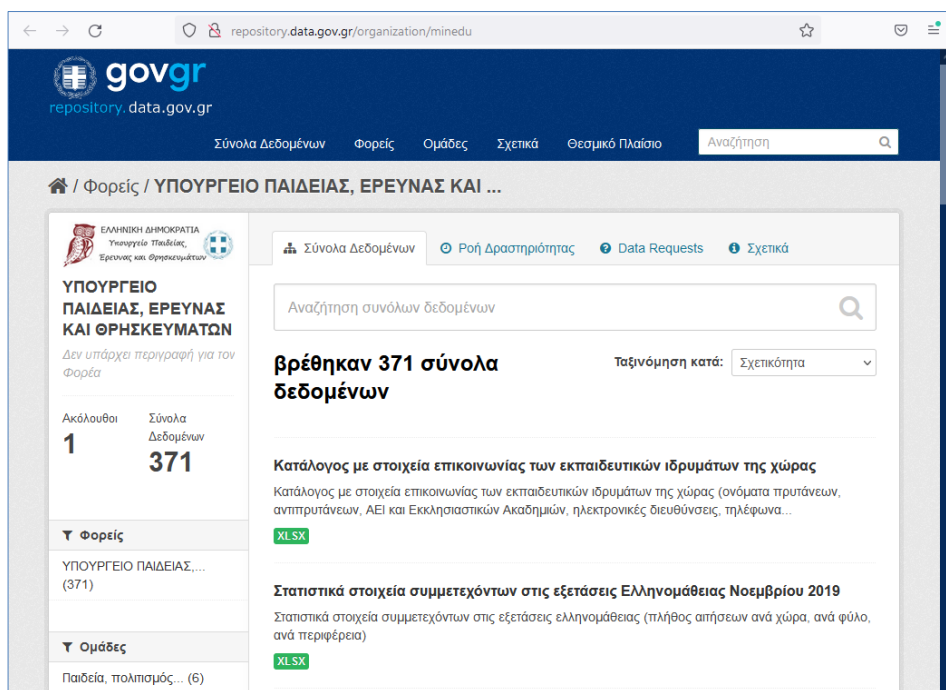 repository.data.gov.gr/organization/minedu
govgr
repository.data.gov.gr
Σύνολα Δεδομένων Φορείς Ομάδες Σχετικά Θεσμικό Πλαίσιο Αναζήτηση
/ Φορείς / ΥΠΟΥΡΓΕΙΟ ΠΑΙΔΕΙΑΣ, ΕΡΕΥΝΑΣ ΚΑΙ ...
ΕΛΛΗΝΙΚΗ ΔΗΜΟΚΡΑΤΙΑ
Υπουργείο Παιδείας,
Έρευνας και Θρησκευμάτων
ΥΠΟΥΡΓΕΙΟ
ΠΑΙΔΕΙΑΣ, ΕΡΕΥΝΑΣ
ΚΑΙ ΘΡΗΣΚΕΥΜΑΤΩΝ
Δεν υπάρχει περιγραφή για τον
Φορέα
Ακόλουθοι
1
Σύνολα
Δεδομένων
371
Φορείς
ΥΠΟΥΡΓΕΙΟ ΠΑΙΔΕΙΑΣ,...
(371)
Ομάδες
Παιδεία, πολιτισμός... (6)
Σύνολα Δεδομένων Ροή Δραστηριότητας Data Requests Σχετικά
Αναζήτηση συνόλων δεδομένων
βρέθηκαν 371 σύνολα
δεδομένων
Ταξινόμηση κατά: Σχετικότητα
Κατάλογος με στοιχεία επικοινωνίας των εκπαιδευτικών ιδρυμάτων της χώρας
Κατάλογος με στοιχεία επικοινωνίας των εκπαιδευτικών ιδρυμάτων της χώρας (ονόματα πρυτάνεων,
αντιπρυτάνεων, ΑΕΙ και Εκκλησιαστικών Ακαδημιών, ηλεκτρονικές διευθύνσεις, τηλέφωνα...
XLSX
Στατιστικά στοιχεία συμμετεχόντων στις εξετάσεις Ελληνομάθειας Νοεμβρίου 2019
Στατιστικά στοιχεία συμμετεχόντων στις εξετάσεις ελληνομάθειας (πλήθος αιτήσεων ανά χώρα, ανά φύλο,
ανά περιφέρεια)
XLSX